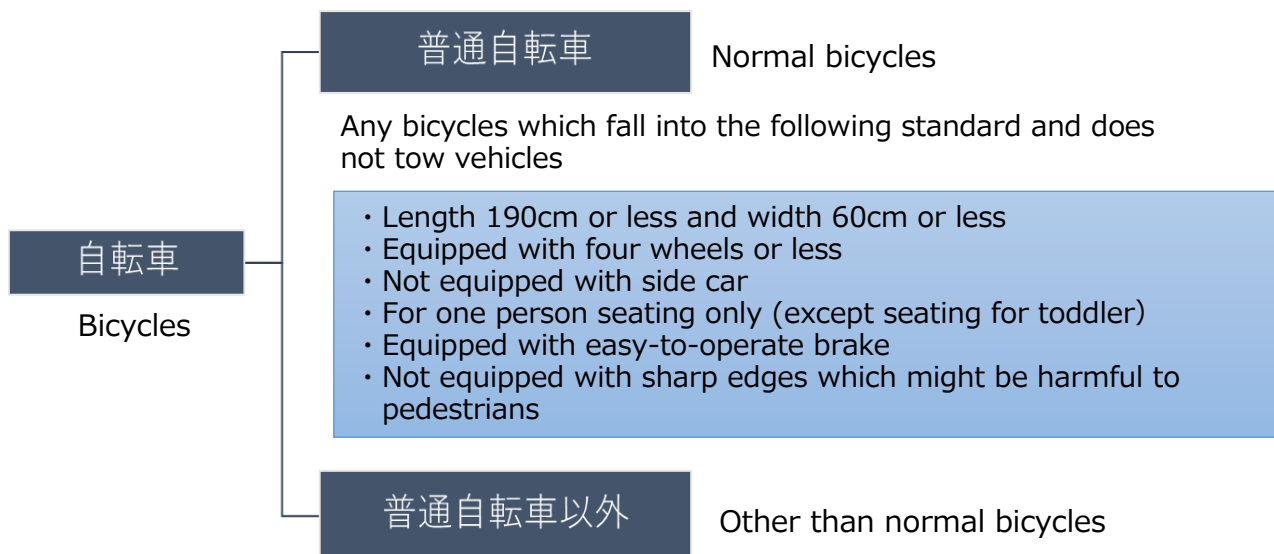 普通自転車
Normal bicycles
Any bicycles which fall into the following standard and does
not tow vehicles
・Length 190cm or less and width 60cm or less
・Equipped with four wheels or less
・Not equipped with side car
・For one person seating only (except seating for toddler）
・Equipped with easy-to-operate brake
・Not equipped with sharp edges which might be harmful to
pedestrians
自転車
Bicycles
普通自転車以外
Other than normal bicycles